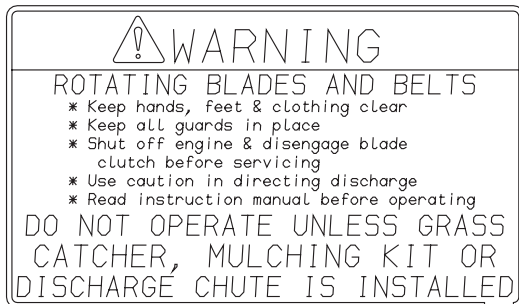 WARNING
ROTATING BLADES AND BELTS
* Keep hands, feet & clothing clear
* Keep all guards in place
* Shut off engine & disengage blade
clutch before servicing
* Use caution in directing discharge
* Read instruction manual before operating
DO NOT OPERATE UNLESS GRASS
CATCHER, MULCHING KIT OR
DISCHARGE CHUTE IS INSTALLED